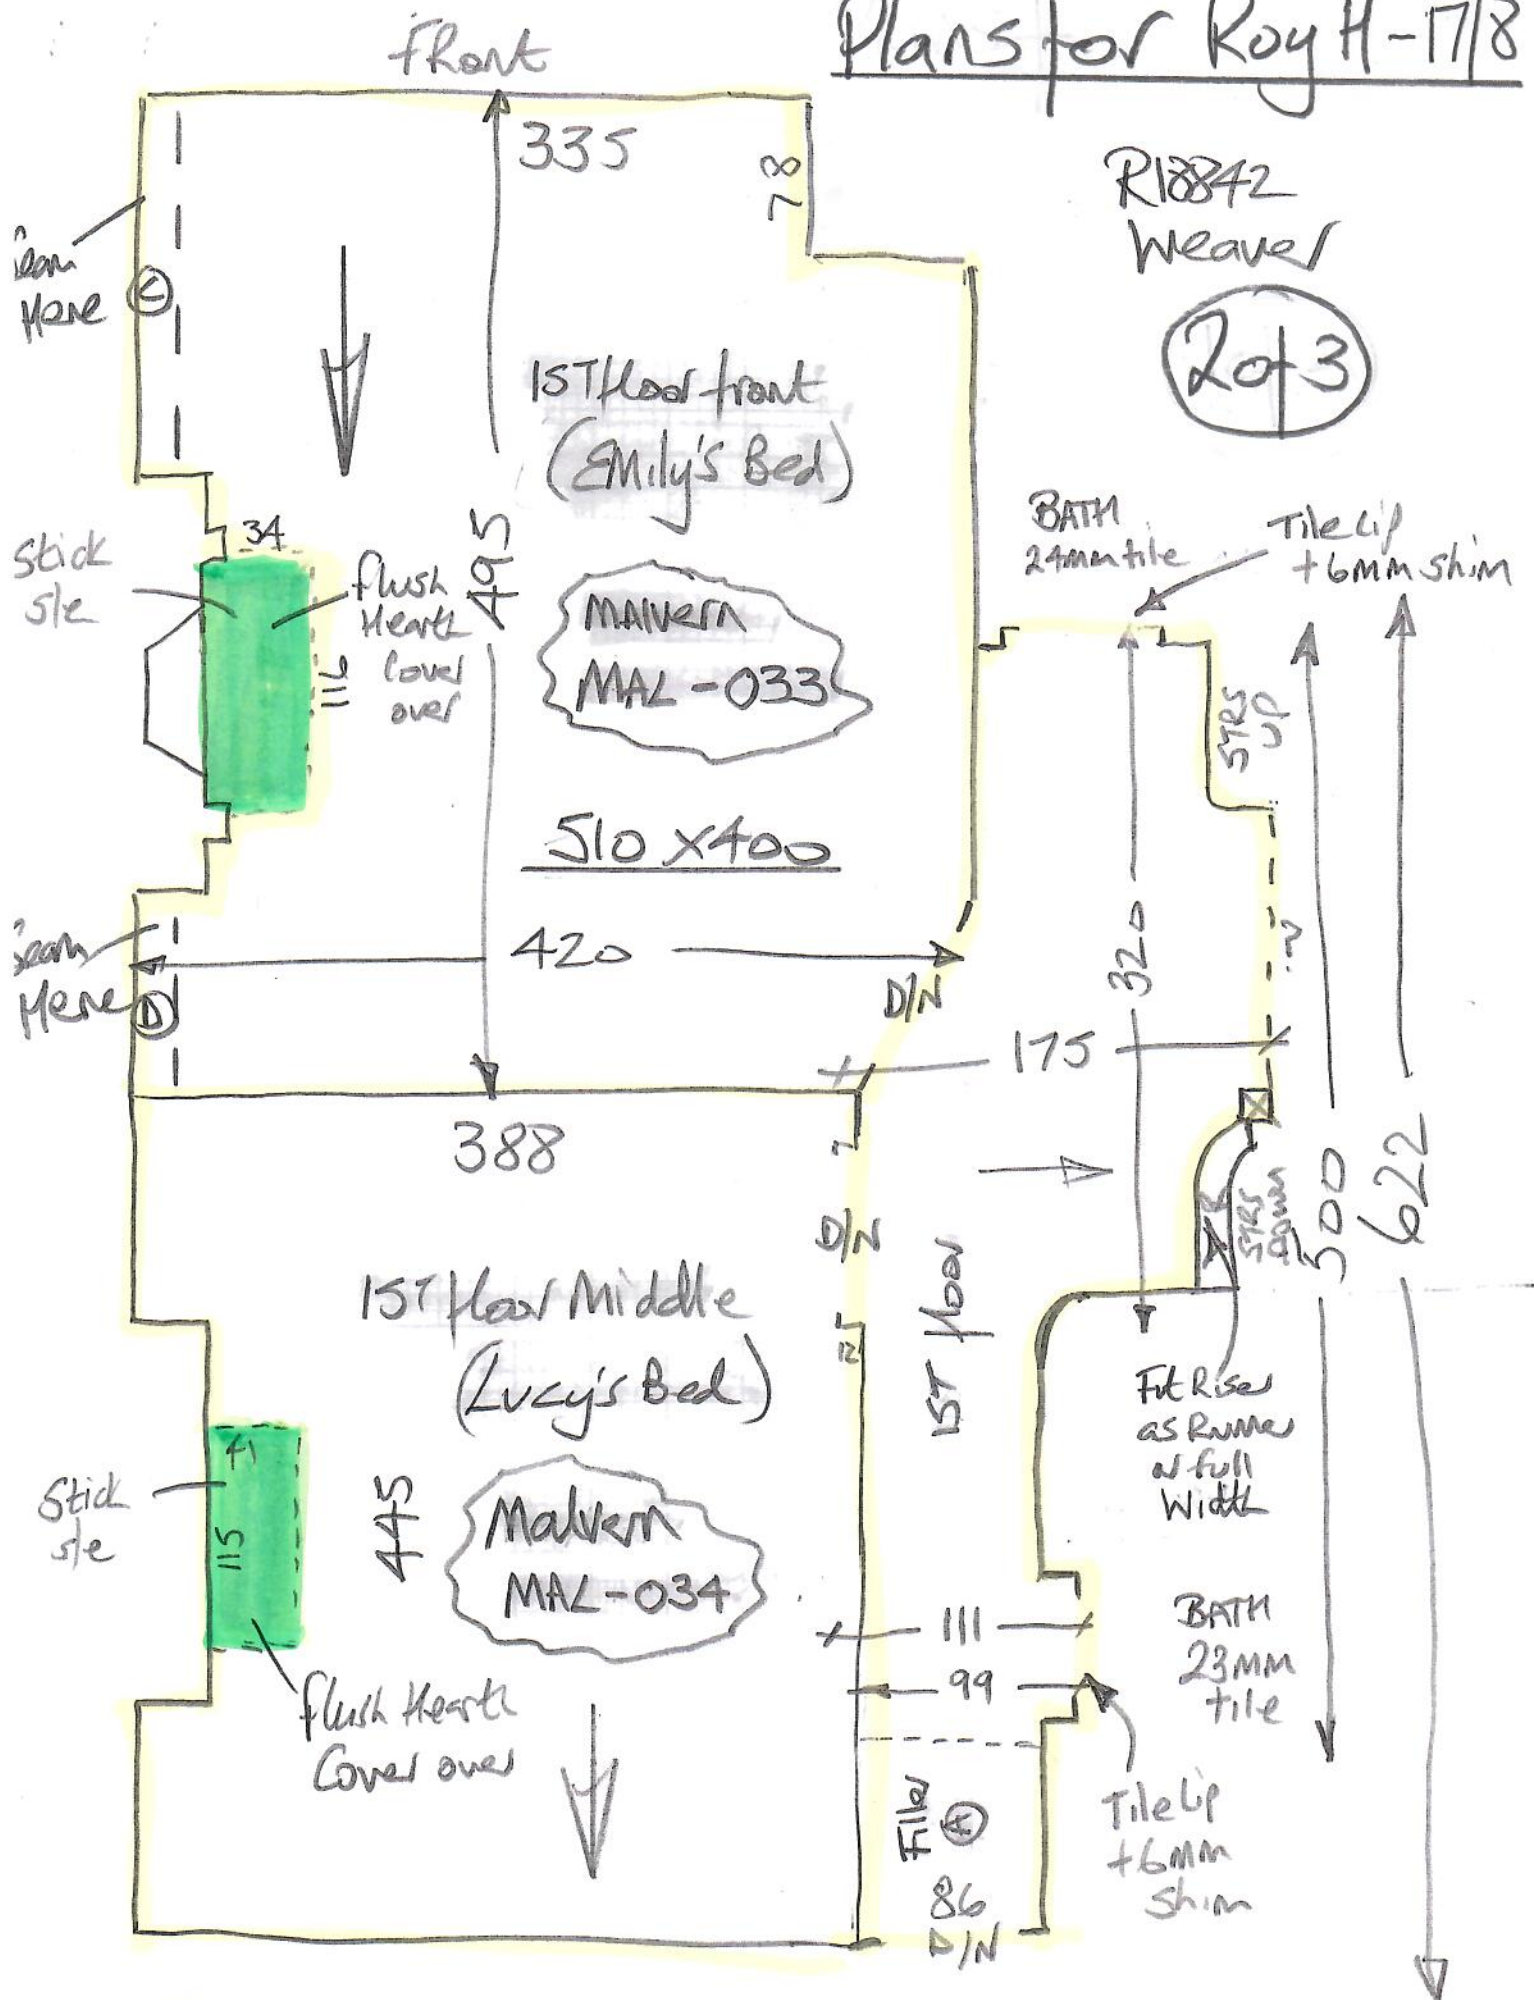 Front
Plans for Roy H - 17/8
335
78
R18842
Weaver
2 of 3
Here
C
1ST floor front
(Emily's Bed)
34
Stick
s/e
flush
Hearth
Cover
over
116
495
Malvern
MAL-033
BATH
24mm tile
Tile Lip
+6mm shim
STRS
UP
510 x 400
420
Here
D
D/N
320
175
388
D/N
STRS
Down
500
622
1ST floor Middle
(Lucy's Bed)
1ST floor
Fit Riser
as Runner
Full
Width
41
Stick
s/e
115
445
Malvern
MAL-034
111
99
BATH
23mm
tile
Flush Hearth
Cover over
Filler
A
86
D/N
Tile Lip
+6mm
shim